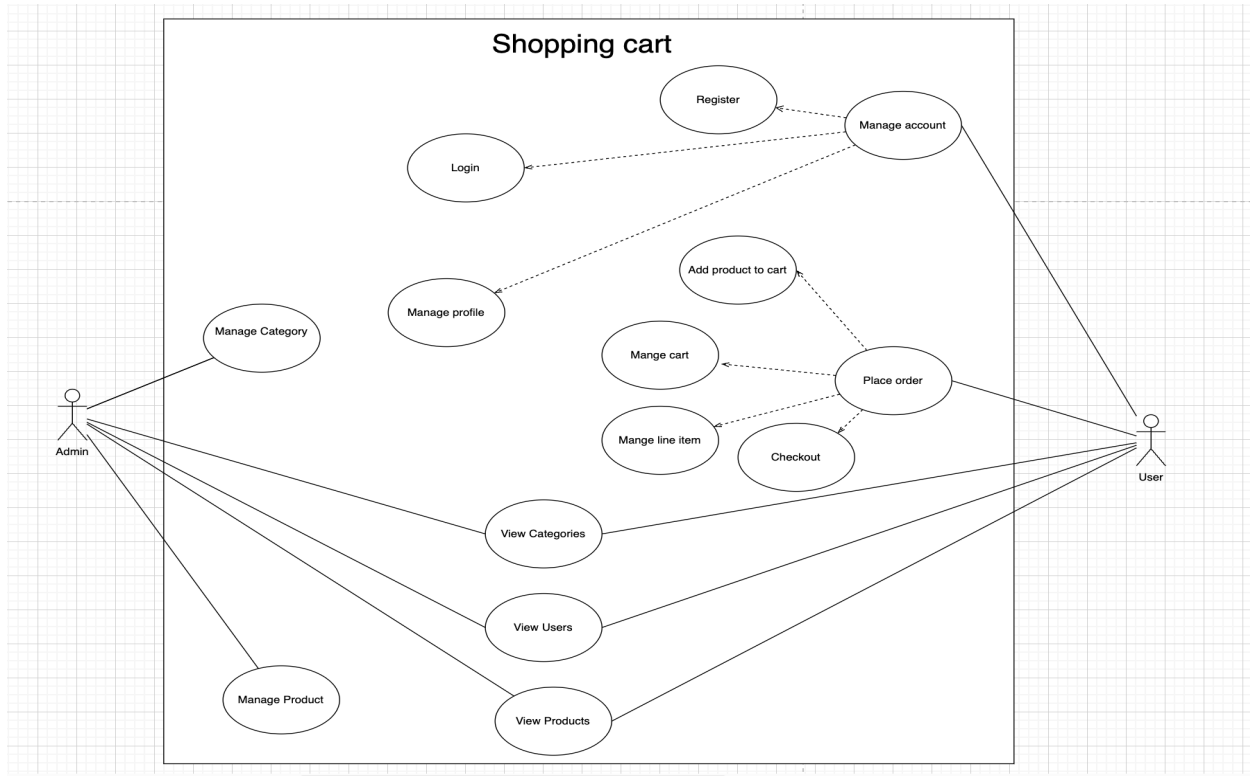 Shopping cart
Register
Manage account
Login
Add product to cart
Manage profile
Manage Category
Mange cart
Place order
Admin
Mange line item
Checkout
User
View Categories
View Users
Manage Product
View Products